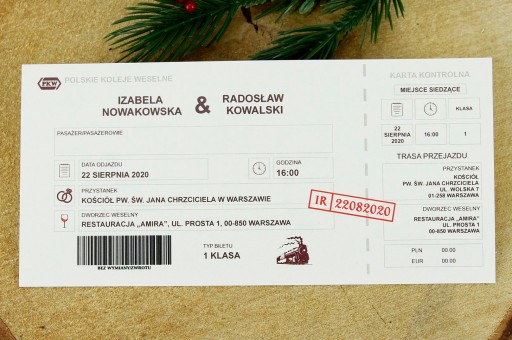 PKW
POLSKIE KOLEJE WESELNE
IZABELA
NOWAKOWSKA
&
RADOSŁAW
KOWALSKI
PASAŻER/PASAŻEROWIE
DATA ODJAZDU
22 SIERPNIA 2020
GODZINA
16:00
PRZYSTANEK
KOŚCIÓŁ PW. ŚW. JANA CHRZCICIELA W WARSZAWIE
DWORZEC WESELNY
RESTAURACJA „AMIRA”, UL. PROSTA 1, 00-850 WARSZAWA
IR 22082020
BEZ WYMIANY/ZWROTU
TYP BILETU
1 KLASA
KARTA KONTROLNA
MIEJSCE SIEDZĄCE
KLASA
22
SIERPNIA
2020
16:00
1
TRASA PRZEJAZDU
PRZYSTANEK
KOŚCIÓŁ
PW. ŚW. JANA CHRZCICIELA
UL. WOLSKA 7
01-258 WARSZAWA
DWORZEC WESELNY
RESTAURACJA „AMIRA”
UL. PROSTA 1,
00-850 WARSZAWA
PLN 00.00
EUR 00.00